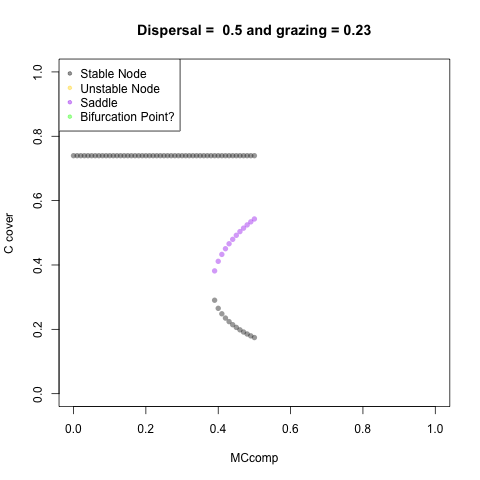 Dispersal =  0.5 and grazing = 0.23
Stable Node
Unstable Node
Saddle
Bifurcation Point?
1.0
0.8
0.6
0.4
0.2
0.0
C cover
0.0 0.2 0.4 0.6 0.8 1.0
MCcomp